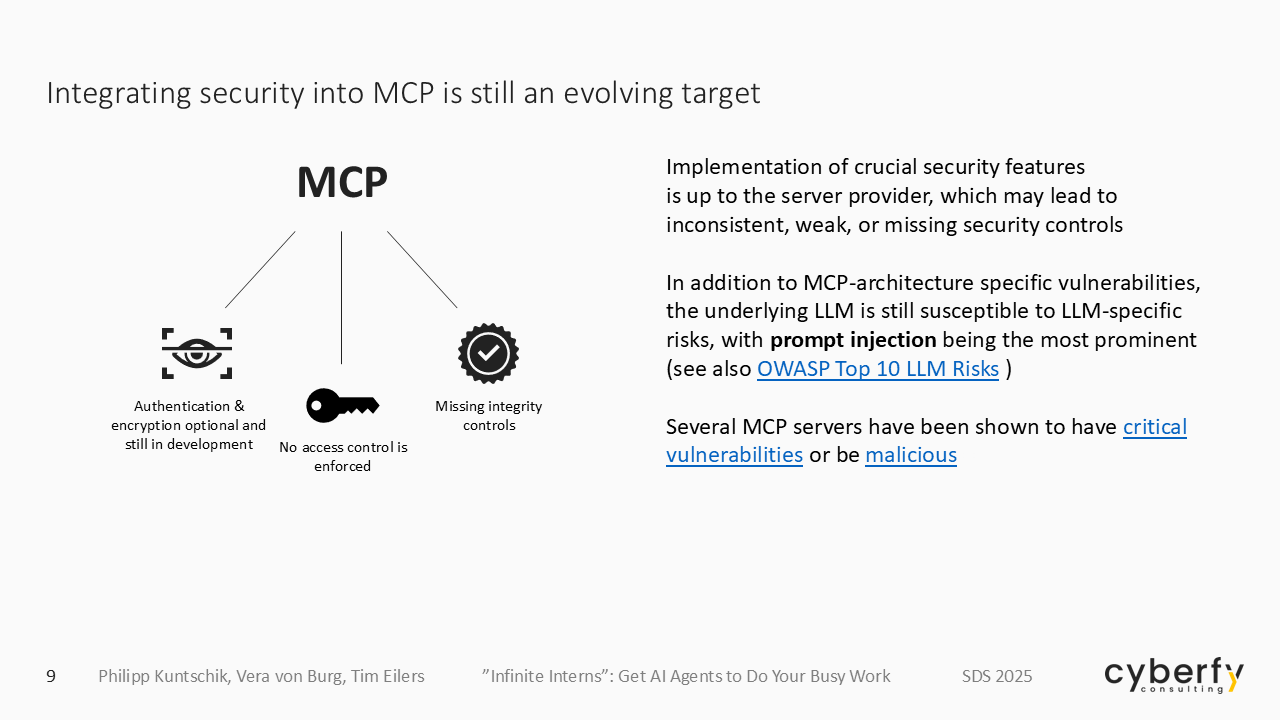 Integrating security into MCP is still an evolving target
MCP
Authentication &
encryption optional and
still in development
No access control is
enforced
Missing integrity
controls
Implementation of crucial security features
is up to the server provider, which may lead to
inconsistent, weak, or missing security controls
In addition to MCP-architecture specific vulnerabilities,
the underlying LLM is still susceptible to LLM-specific
risks, with prompt injection being the most prominent
(see also OWASP Top 10 LLM Risks )
Several MCP servers have been shown to have critical
vulnerabilities or be malicious
9 Philipp Kuntschik, Vera von Burg, Tim Eilers ”Infinite Interns”: Get AI Agents to Do Your Busy Work SDS 2025
cyberfy
consulting